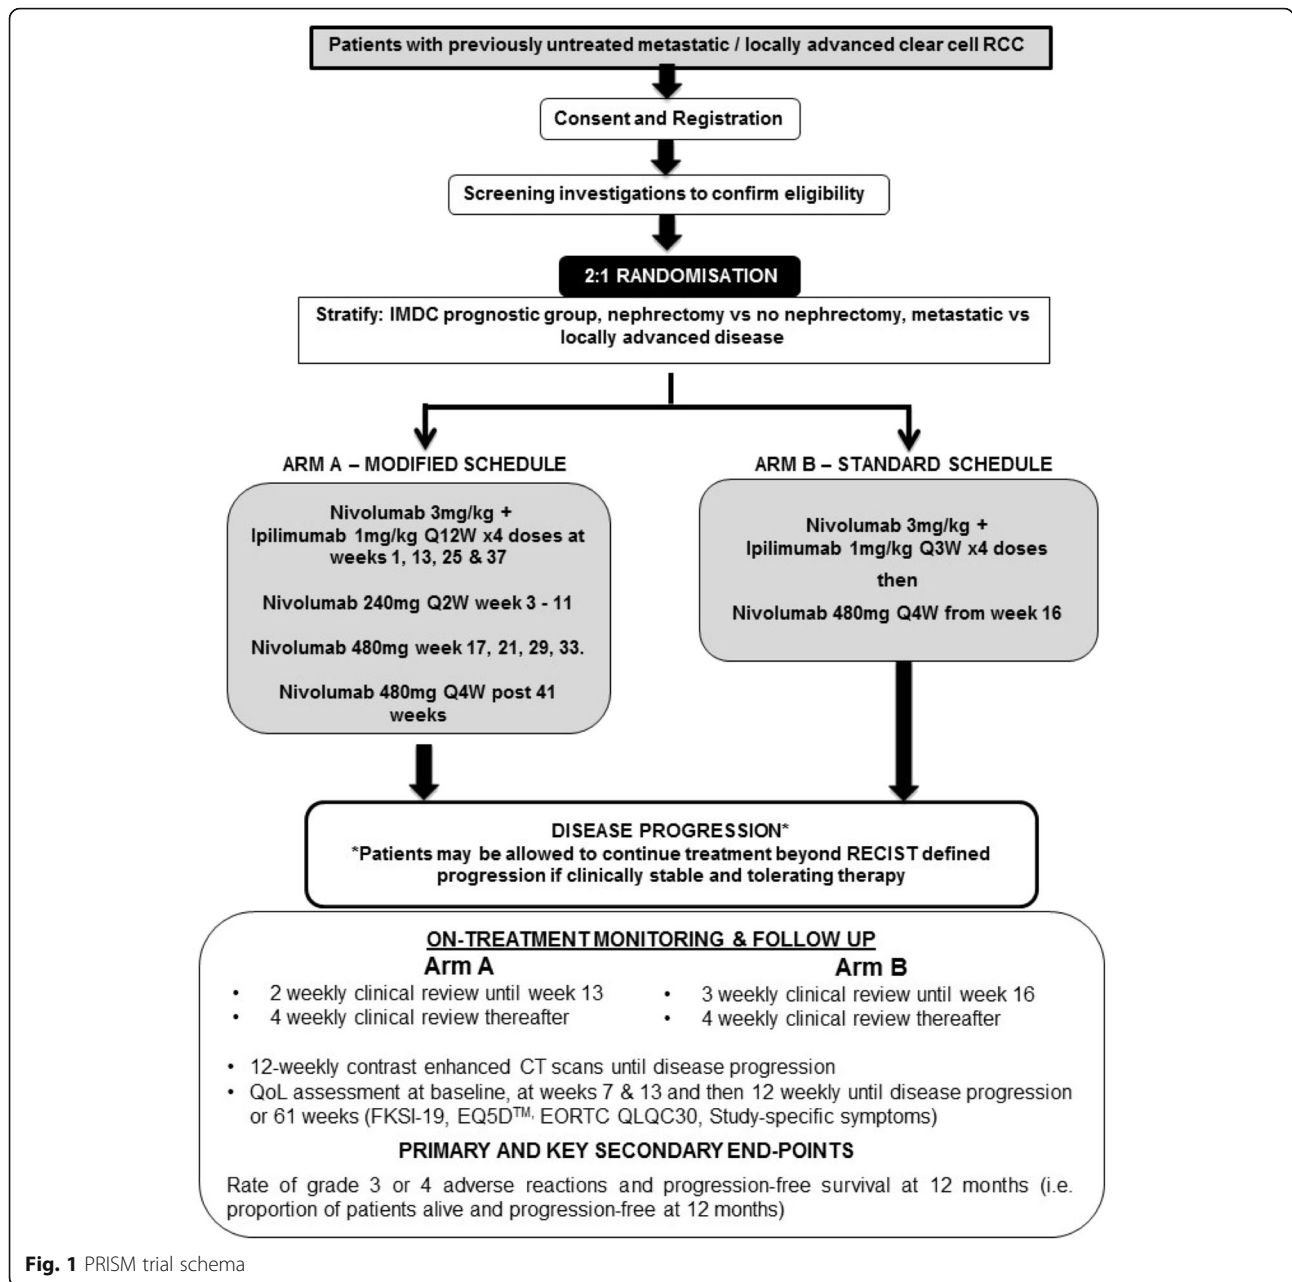 Patients with previously untreated metastatic / locally advanced clear cell RCC
Consent and Registration
Screening investigations to confirm eligibility
2:1 RANDOMISATION
Stratify: IMDC prognostic group, nephrectomy vs no nephrectomy, metastatic vs
locally advanced disease
ARM A – MODIFIED SCHEDULE
Nivolumab 3mg/kg +
Ipilimumab 1mg/kg Q12W x4 doses at
weeks 1, 13, 25 & 37
Nivolumab 240mg Q2W week 3 - 11
Nivolumab 480mg week 17, 21, 29, 33.
Nivolumab 480mg Q4W post 41
weeks
ARM B – STANDARD SCHEDULE
Nivolumab 3mg/kg +
Ipilimumab 1mg/kg Q3W x4 doses
then
Nivolumab 480mg Q4W from week 16
DISEASE PROGRESSION*
*Patients may be allowed to continue treatment beyond RECIST defined
progression if clinically stable and tolerating therapy
ON-TREATMENT MONITORING & FOLLOW UP
Arm A
• 2 weekly clinical review until week 13
• 4 weekly clinical review thereafter
Arm B
• 3 weekly clinical review until week 16
• 4 weekly clinical review thereafter
• 12-weekly contrast enhanced CT scans until disease progression
• QoL assessment at baseline, at weeks 7 & 13 and then 12 weekly until disease progression
or 61 weeks (FKSI-19, EQ5D™, EORTC QLQC30, Study-specific symptoms)
PRIMARY AND KEY SECONDARY END-POINTS
Rate of grade 3 or 4 adverse reactions and progression-free survival at 12 months (i.e.
proportion of patients alive and progression-free at 12 months)
Fig. 1 PRISM trial schema